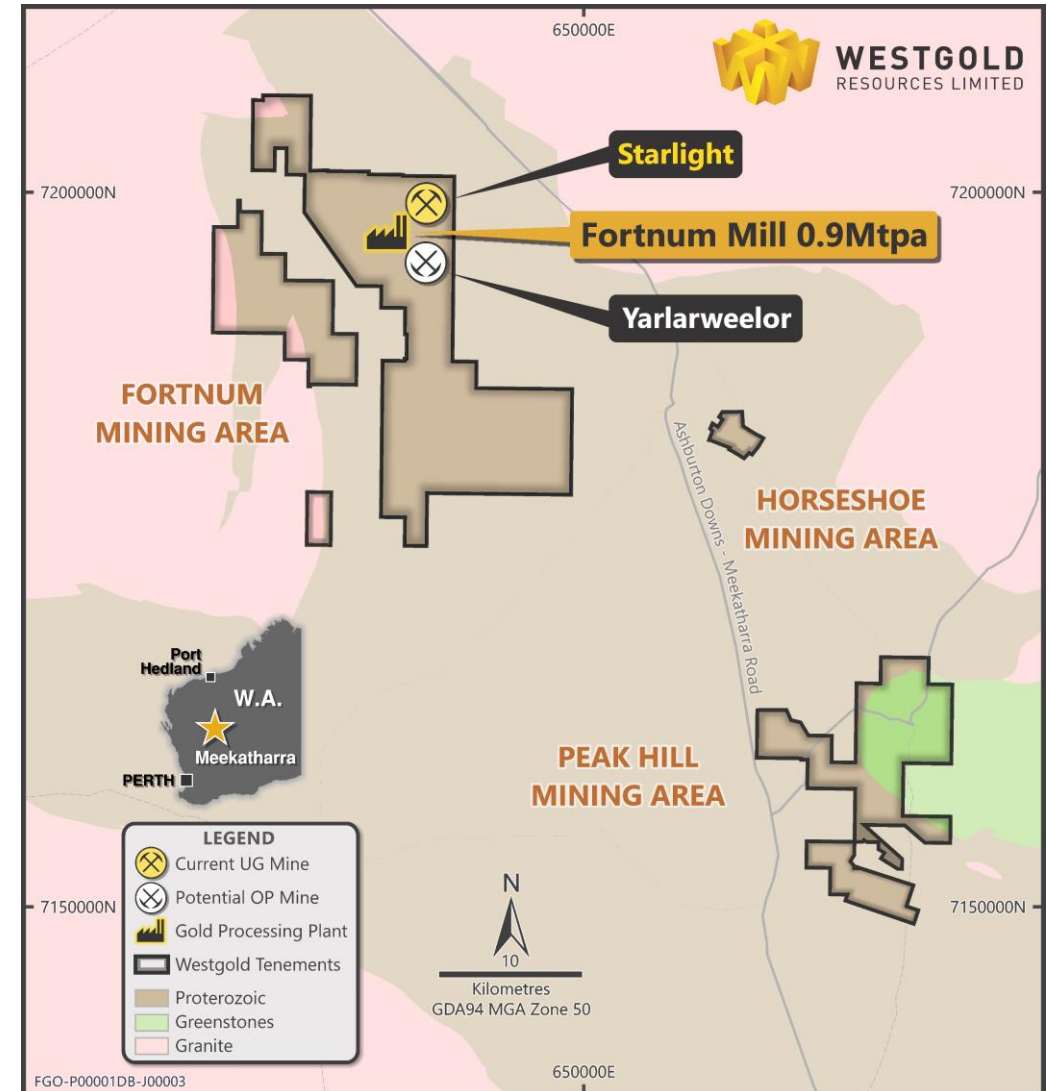 650000E
WESTGOLD
RESOURCES LIMITED
Starlight
7200000N
7200000N
Fortnum Mill 0.9Mtpa
Yarlarweelor
FORTNUM
MINING AREA
Ashburton Downs - Meekatharra Road
HORSESHOE
MINING AREA
Port
Hedland
W.A.
Meekatharra
PERTH
PEAK HILL
MINING AREA
LEGEND
Current UG Mine
Potential OP Mine
Gold Processing Plant
Westgold Tenements
Proterozoic
Greenstones
Granite
7150000N
N
10
Kilometres
GDA94 MGA Zone 50
7150000N
FGO-P00001DB-J00003
650000E